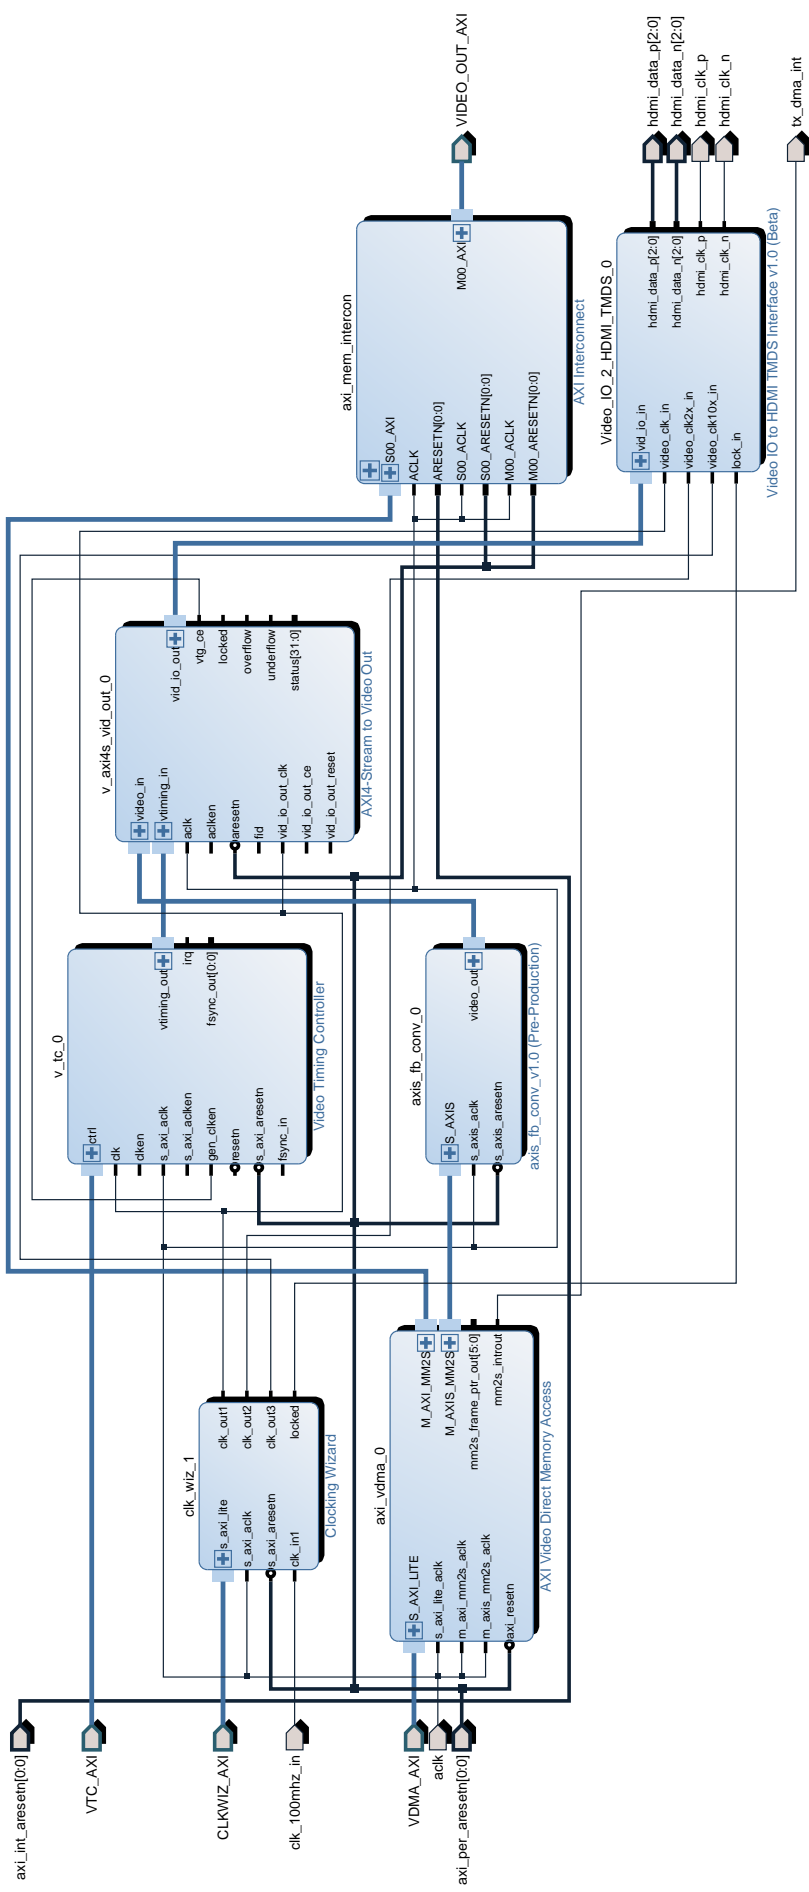 axi_int_aresetn[0:0]
VTC_AXI
CLKWIZ_AXI
clk_100mhz_in
VDMA_AXI
aclk
axi_per_aresetn[0:0]
clk_wiz_1
s_axi_lite
s_axi_aclk
s_axi_aresetn
clk_in1
clk_out1
clk_out2
clk_out3
locked
Clocking Wizard
axi_vdma_0
S_AXI_LITE
s_axi_lite_aclk
m_axi_mm2s_aclk
m_axis_mm2s_aclk
axi_resetn
M_AXI_MM2S
M_AXIS_MM2S
mm2s_frame_ptr_out[5:0]
mm2s_introut
AXI Video Direct Memory Access
v_tc_0
ctrl
clk
clken
s_axi_aclk
s_axi_aclken
gen_clken
resetn
s_axi_aresetn
fsync_in
vtiming_out
irq
fsync_out[0:0]
Video Timing Controller
axis_fb_conv_0
S_AXIS
s_axis_aclk
s_axis_aresetn
video_out
axis_fb_conv_v1.0 (Pre-Production)
v_axi4s_vid_out_0
video_in
vtiming_in
aclk
aclken
aresetn
fid
vid_io_out_clk
vid_io_out_ce
vid_io_out_reset
vid_io_out
vtg_ce
locked
overflow
underflow
status[31:0]
AXI4-Stream to Video Out
axi_mem_intercon
S00_AXI
ACLK
ARESETN[0:0]
S00_ACLK
S00_ARESETN[0:0]
M00_ACLK
M00_ARESETN[0:0]
M00_AXI
AXI Interconnect
Video_IO_2_HDMI_TMDS_0
vid_io_in
video_clk_in
video_clk2x_in
video_clk10x_in
lock_in
hdmi_data_p[2:0]
hdmi_data_n[2:0]
hdmi_clk_p
hdmi_clk_n
Video IO to HDMI TMDS Interface v1.0 (Beta)
VIDEO_OUT_AXI
hdmi_data_p[2:0]
hdmi_data_n[2:0]
hdmi_clk_p
hdmi_clk_n
tx_dma_int